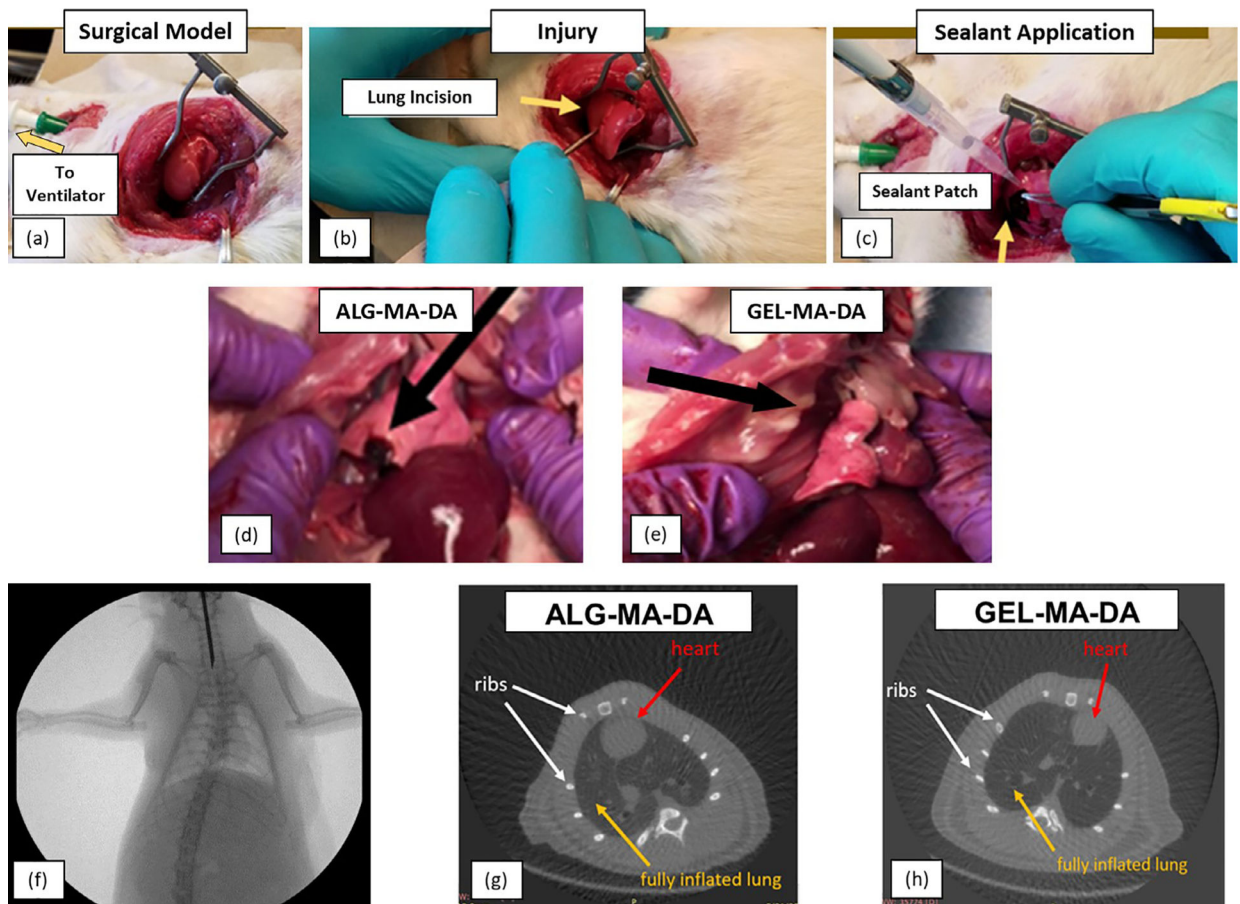 Surgical Model
Injury
Sealant Application
Lung Incision
To
Ventilator
Sealant Patch
(a)
(b)
(c)
ALG-MA-DA
GEL-MA-DA
(d)
(e)
ALG-MA-DA
heart
ribs
fully inflated lung
GEL-MA-DA
heart
ribs
fully inflated lung
(f)
(g)
P
(h)